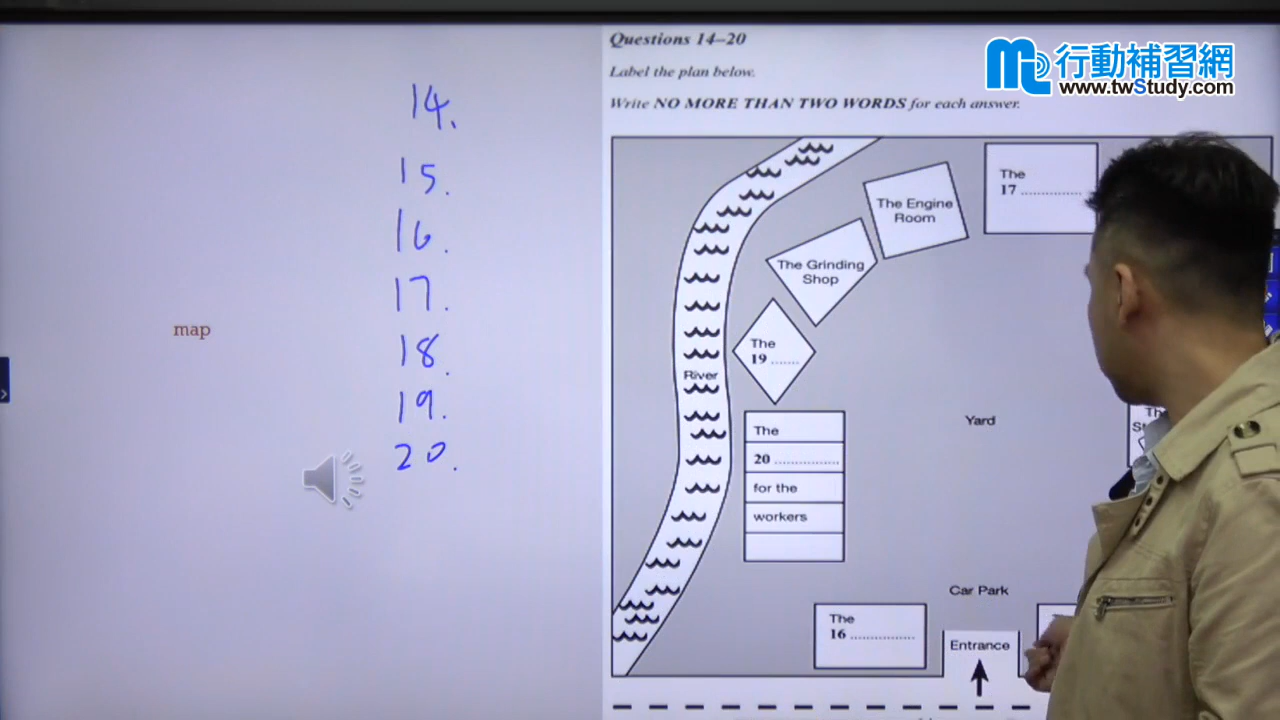 Questions 14–20
Label the plan below.
Write NO MORE THAN TWO WORDS for each answer.
行動補習網
www.twStudy.com
14.
15.
16.
17.
18.
19.
20.
map
The
17 ..............
The Engine
Room
The Grinding
Shop
The
19 .......
River
Yard
The
20 ................
for the
workers
Car Park
The
16 ................
Entrance